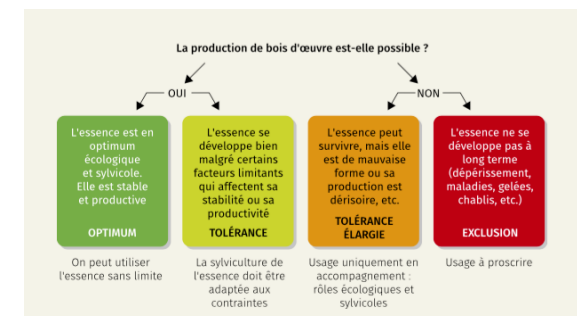 La production de bois d'œuvre est-elle possible ?
OUI
NON
L'essence est en
optimum
écologique
et sylvicole.
Elle est stable
et productive
OPTIMUM
L'essence se
développe bien
malgré certains
facteurs limitants
qui affectent sa
stabilité ou sa
productivité
TOLÉRANCE
L'essence peut
survivre, mais elle
est de mauvaise
forme ou sa
production est
dérisoire, etc.
TOLÉRANCE
ÉLARGIE
L'essence ne se
développe pas à
long terme
(dépérissement,
maladies, gelées,
chablis, etc.)
EXCLUSION
On peut utiliser
l'essence sans limite
La sylviculture de
l'essence doit être
adaptée aux
contraintes
Usage uniquement en
accompagnement :
rôles écologiques et
sylvicoles
Usage à proscrire